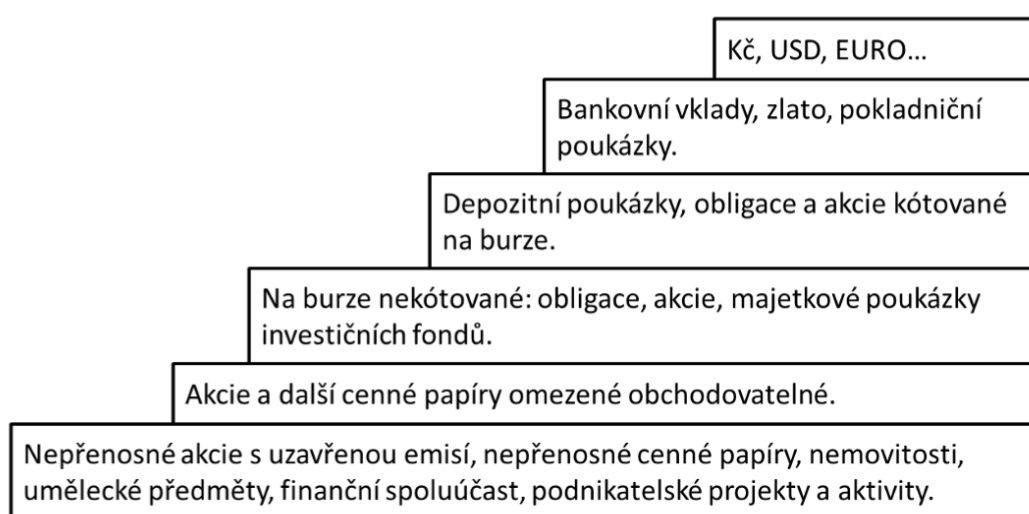 Kč, USD, EURO…
Bankovní vklady, zlato, pokladniční
poukázky.
Depozitní poukázky, obligace a akcie kótované
na burze.
Na burze nekótované: obligace, akcie, majetkové poukázky
investičních fondů.
Akcie a další cenné papíry omezené obchodovatelné.
Nepřenosné akcie s uzavřenou emisí, nepřenosné cenné papíry, nemovitosti,
umělecké předměty, finanční spoluúčast, podnikatelské projekty a aktivity.